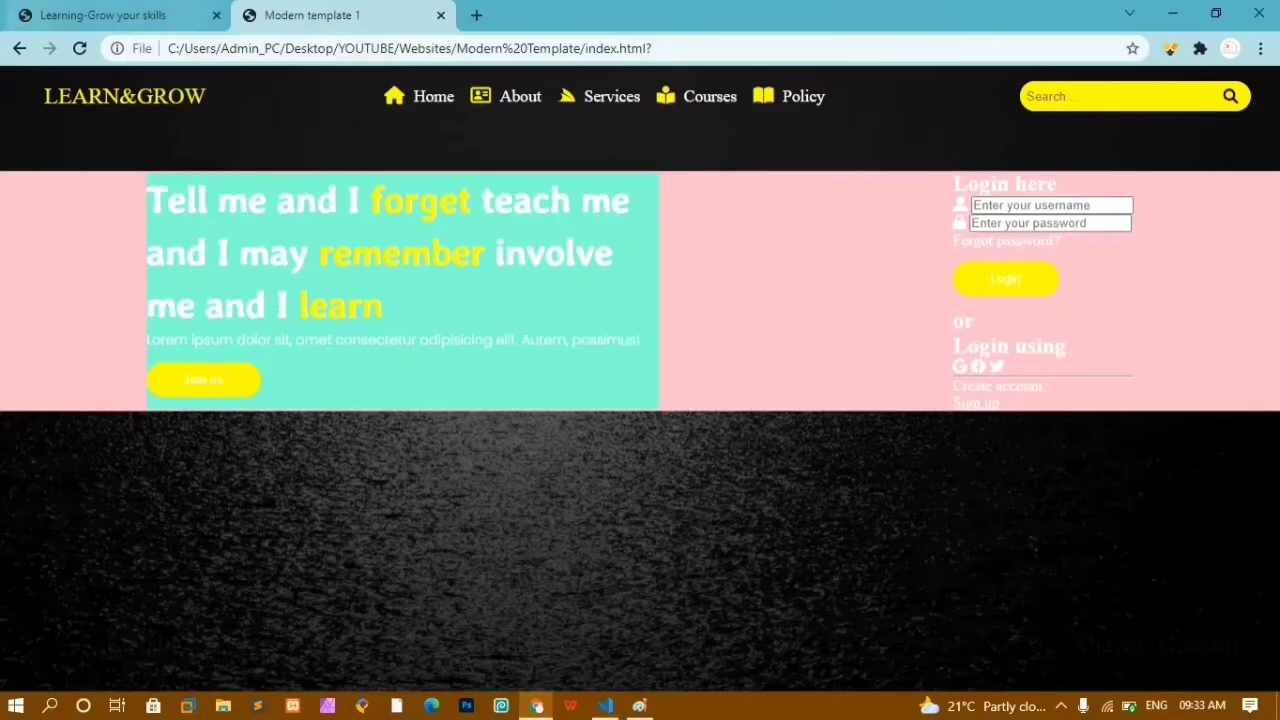 Learning-Grow your skills
Modern template 1
File C:/Users/Admin_PC/Desktop/YOUTUBE/Websites/Modern%20Template/index.html?
LEARN&GROW
Home About Services Courses Policy
Search....
Tell me and I forget teach me
and I may remember involve
me and I learn
Lorem ipsum dolor sit, amet consectetur adipisicing elit. Autem, possimus!
Join us
Login here
Enter your username
Enter your password
Forgot password?
Login
or
Login using
Create account
Sign up
21°C Partly clo... ENG 09:33 AM